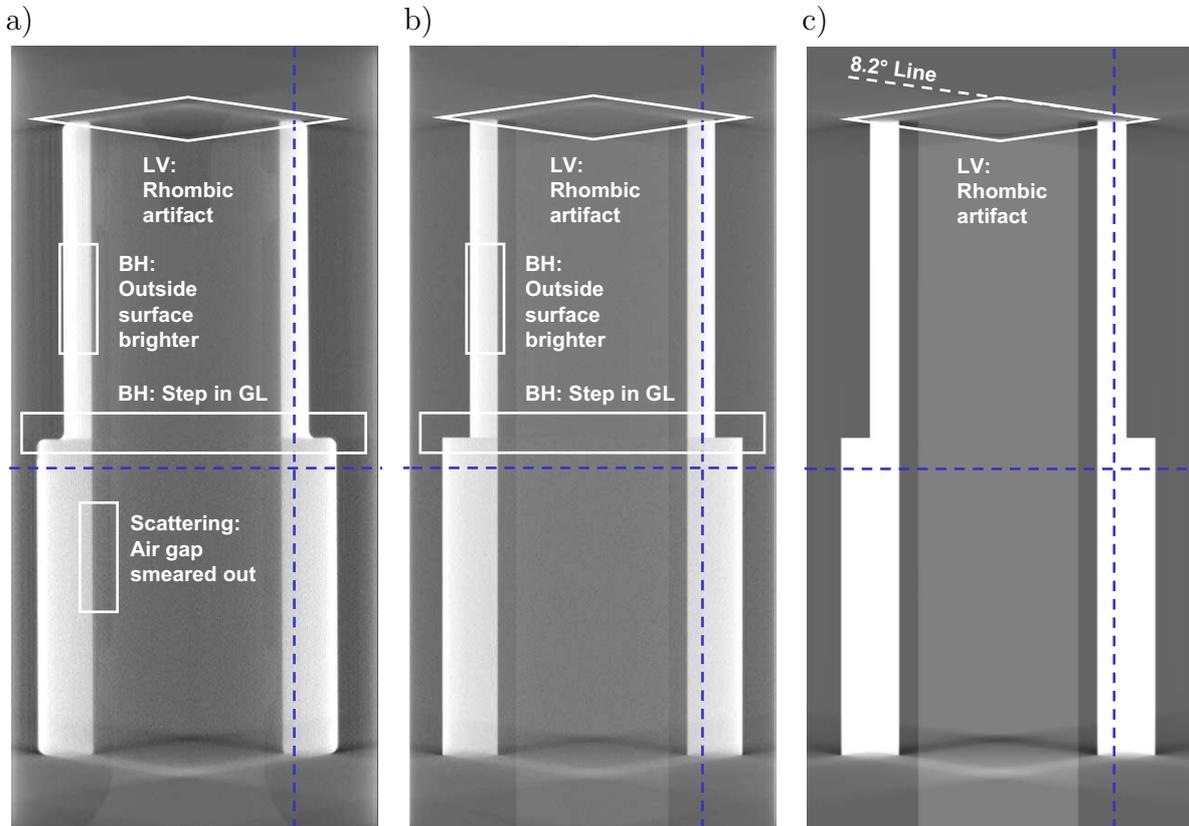 a)
b)
c)
8.2° Line
LV:
Rhombic
artifact
LV:
Rhombic
artifact
LV:
Rhombic
artifact
BH:
Outside
surface
brighter
BH:
Outside
surface
brighter
BH: Step in GL
BH: Step in GL
Scattering:
Air gap
smeared out